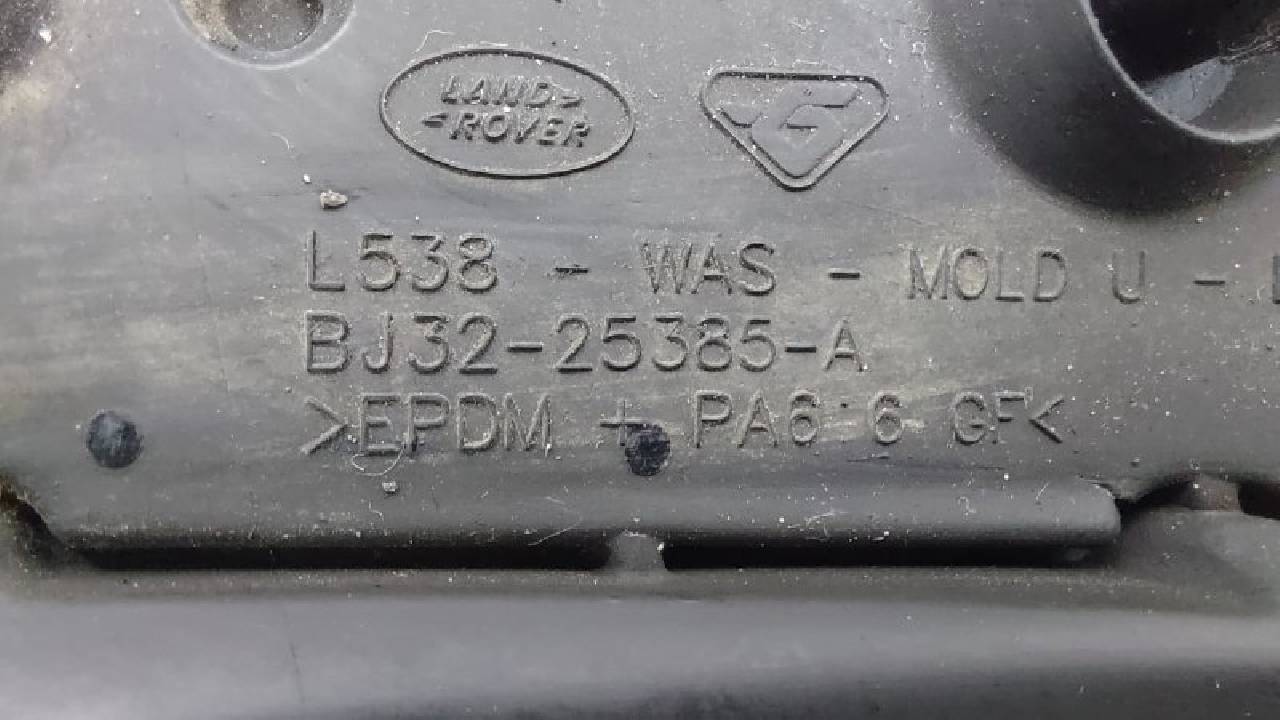 LAND
ROVER
L538 - WAS - MOLD U -
BJ32-25385-A
>EPDM + PA6 6 GF<